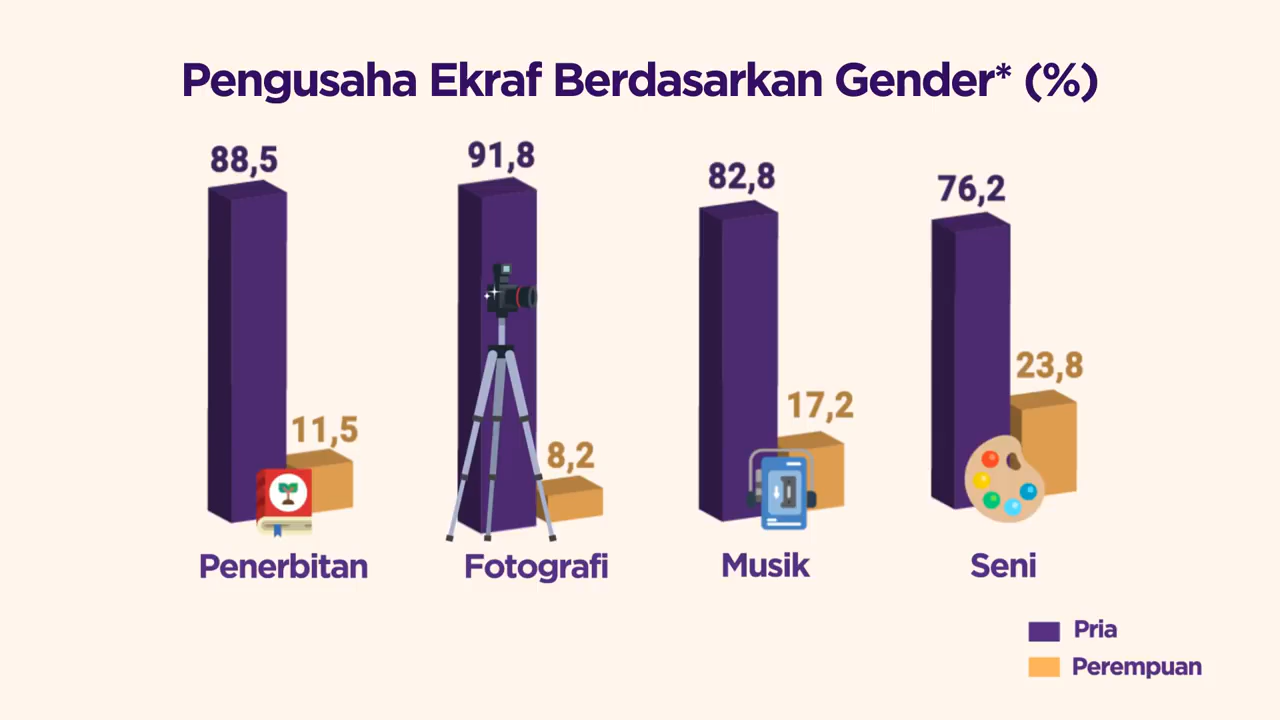 Pengusaha Ekraf Berdasarkan Gender* (%)
88,5
11,5
Penerbitan
91,8
8,2
Fotografi
82,8
17,2
Musik
76,2
23,8
Seni
Pria
Perempuan